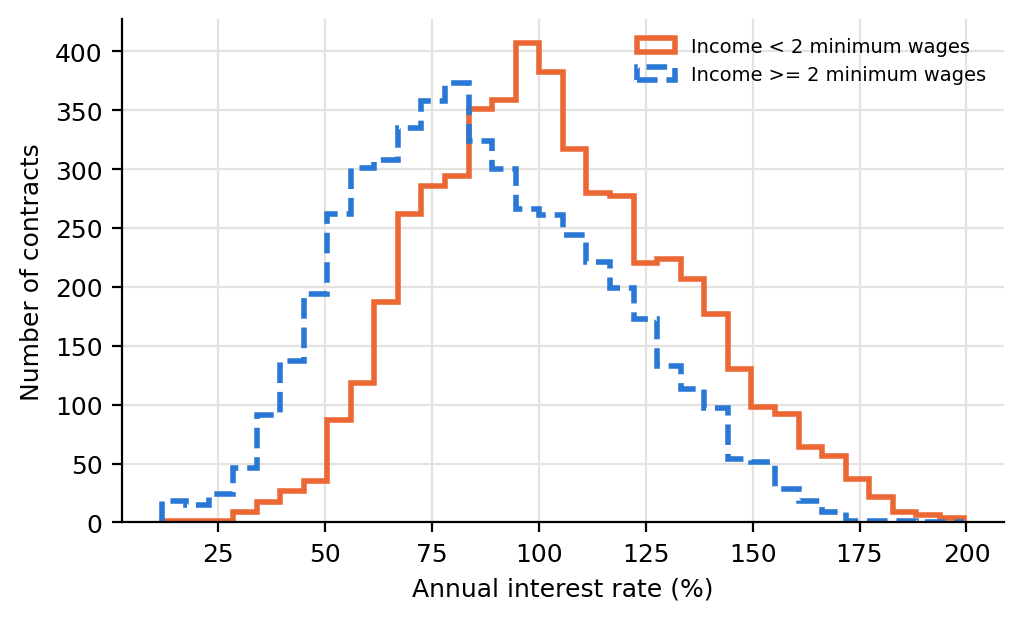 Income < 2 minimum wages
Income >= 2 minimum wages
Number of contracts
400
350
300
250
200
150
100
50
0
25 50 75 100 125 150 175 200
Annual interest rate (%)